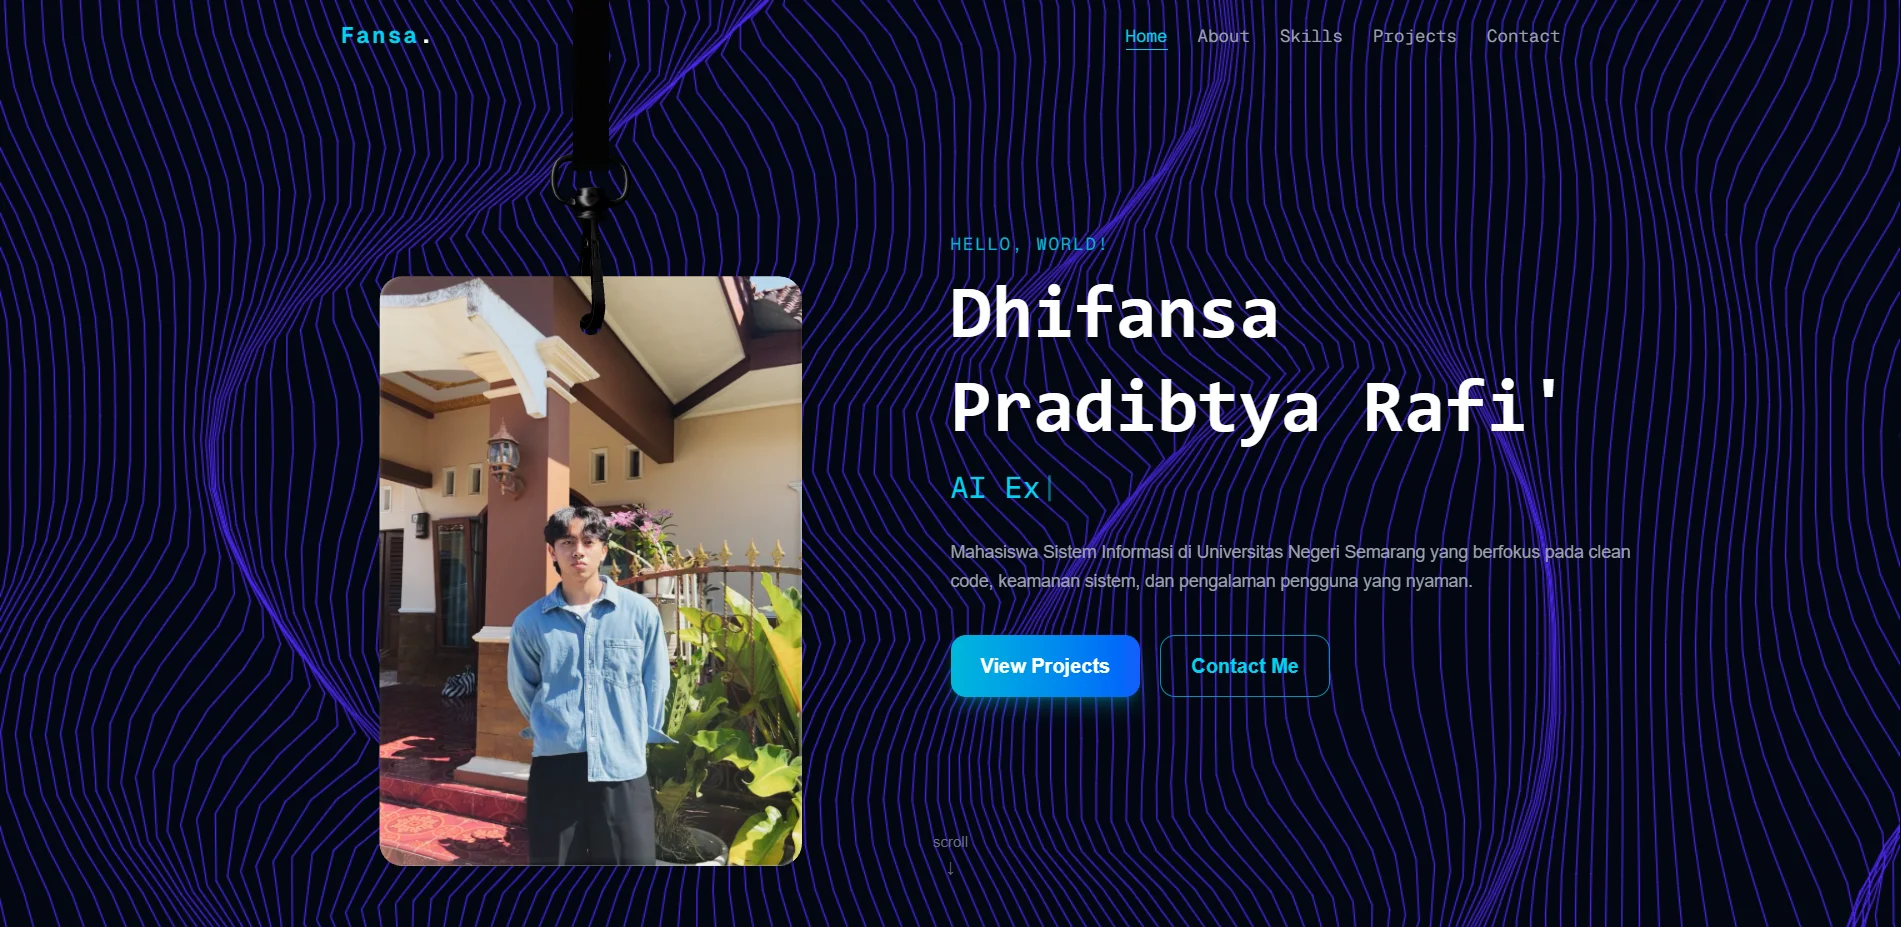 Fansa.
Home About Skills Projects Contact
HELLO, WORLD!
Dhifansa
Pradibtya Rafi'
AI Ex|
Mahasiswa Sistem Informasi di Universitas Negeri Semarang yang berfokus pada clean
code, keamanan sistem, dan pengalaman pengguna yang nyaman.
View Projects Contact Me
scroll
↓